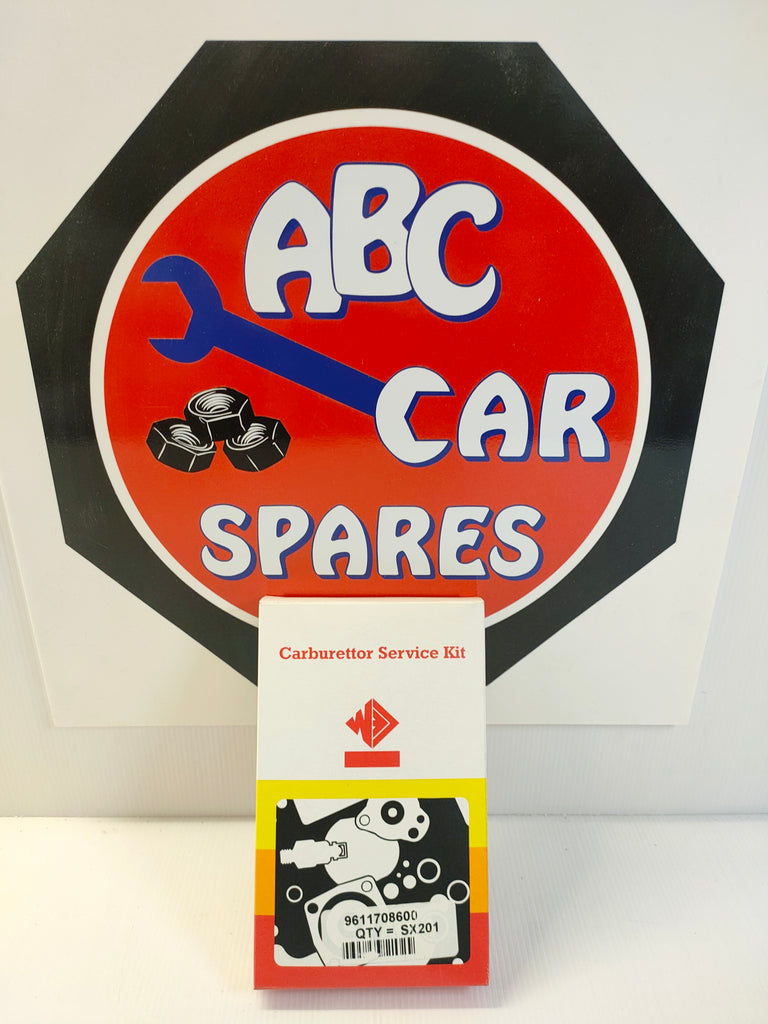 ABC
CAR
SPARES
Carburettor Service Kit
9611708600
QTY = SX201